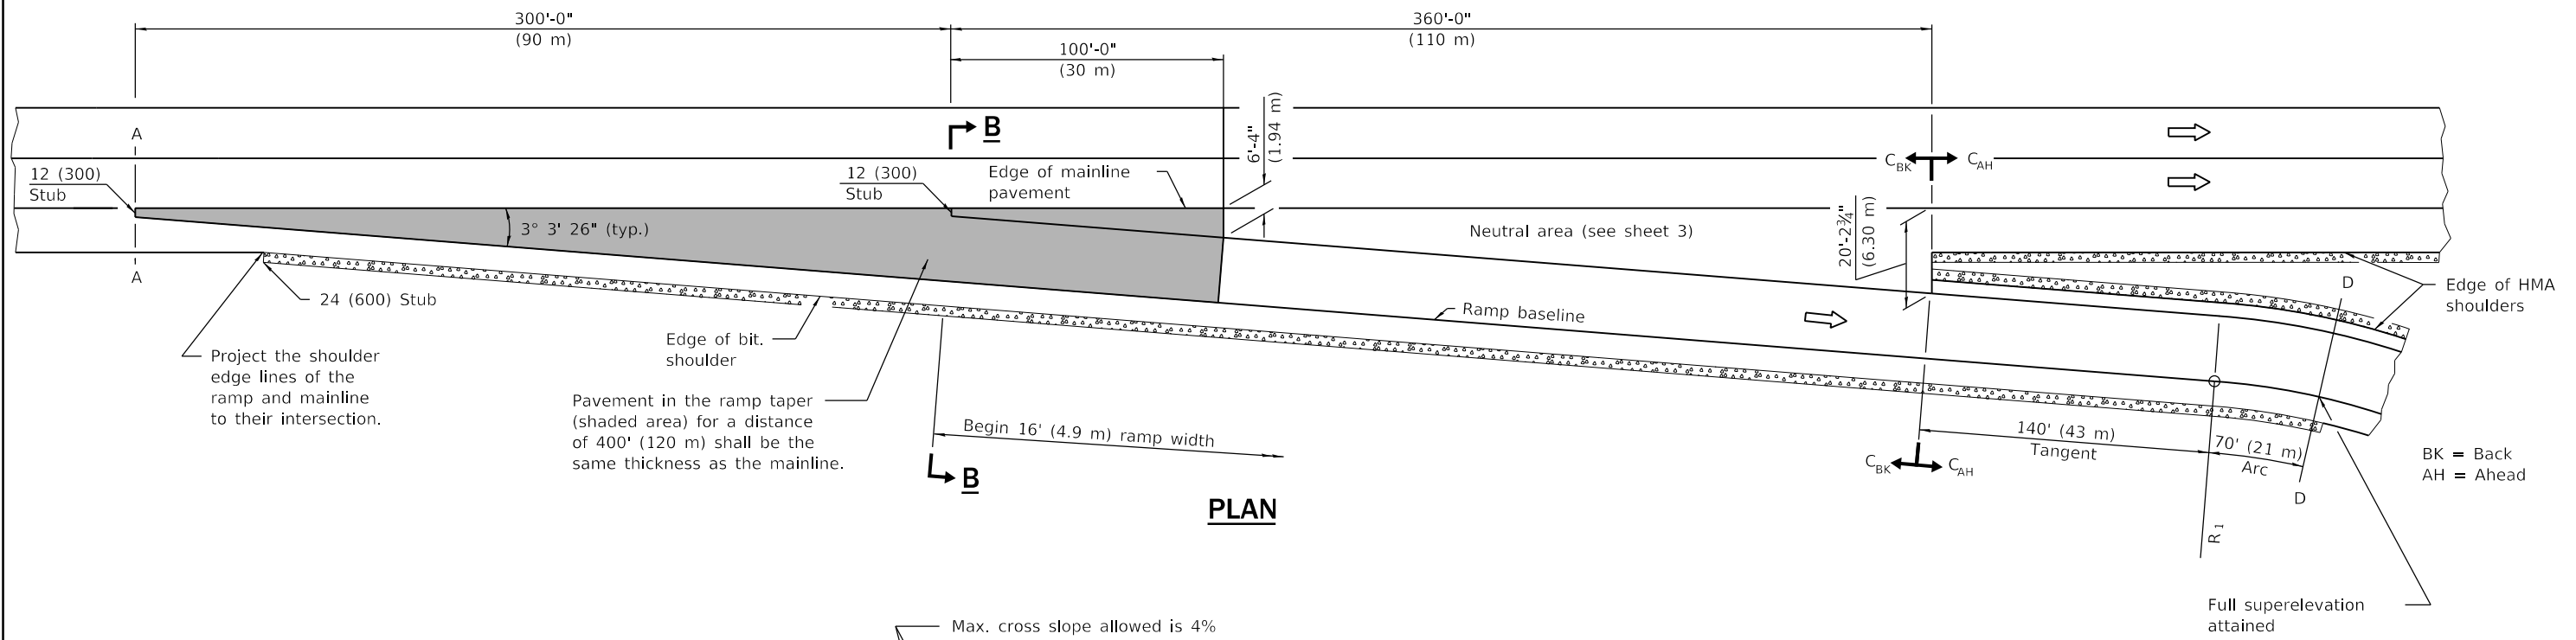 300'-0"
(90 m)
360'-0"
(110 m)
100'-0"
(30 m)
6'-4"
(1.94 m)
A
B
12 (300)
Stub
12 (300)
Stub
Edge of mainline
pavement
C BK
C AH
20'-2¾"
(6.30 m)
3° 3' 26" (typ.)
Neutral area (see sheet 3)
A
24 (600) Stub
D
Edge of HMA
shoulders
Ramp baseline
Edge of bit.
shoulder
Project the shoulder
edge lines of the
ramp and mainline
to their intersection.
Pavement in the ramp taper
(shaded area) for a distance
of 400' (120 m) shall be the
same thickness as the mainline.
Begin 16' (4.9 m) ramp width
140' (43 m)
Tangent
70' (21 m)
Arc
BK = Back
AH = Ahead
C BK
C AH
B
D
PLAN
R 1
Full superelevation
attained
Max. cross slope allowed is 4%